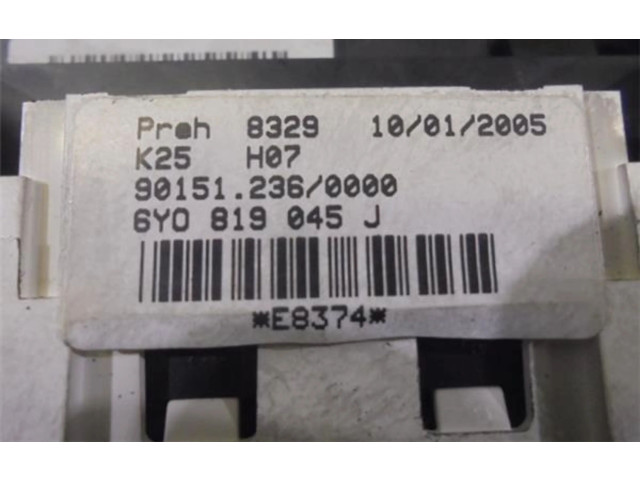 Preh 8329 10/01/2005
K25 H07
90151.236/0000
6Y0 819 045 J
*E8374*